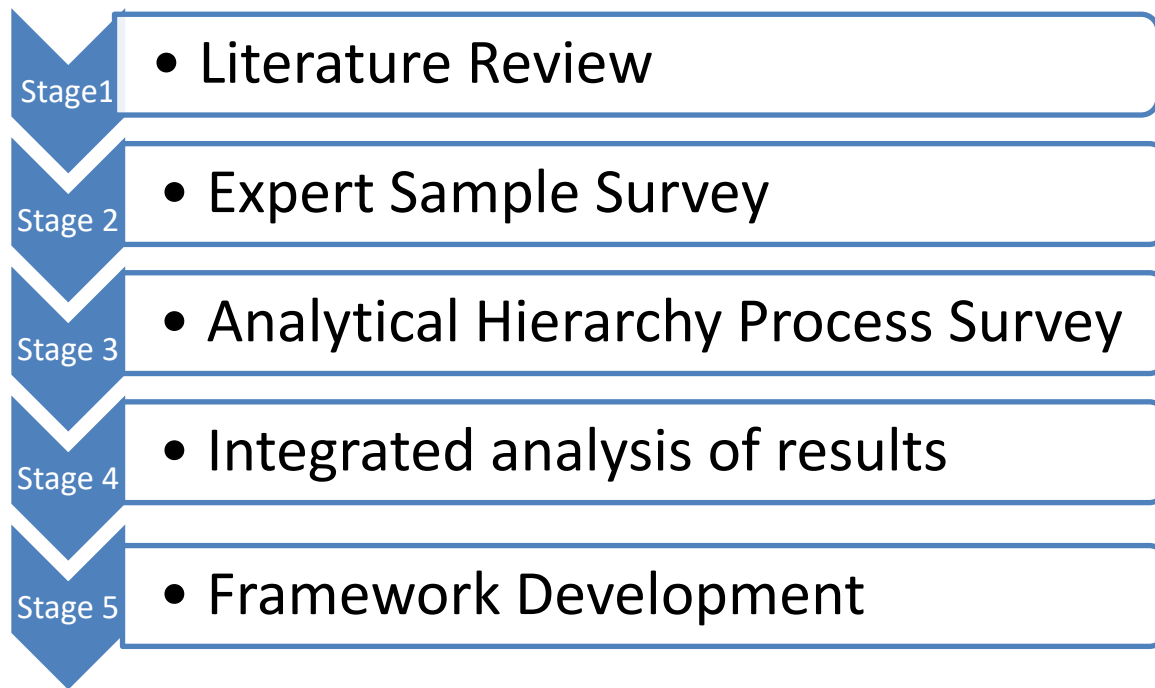 Stage1
• Literature Review
Stage 2
• Expert Sample Survey
Stage 3
• Analytical Hierarchy Process Survey
Stage 4
• Integrated analysis of results
Stage 5
• Framework Development